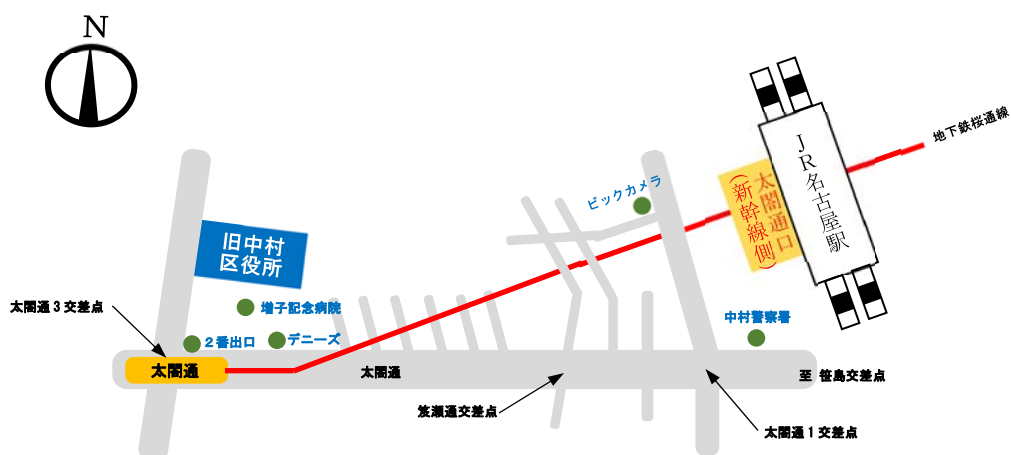 N
地下鉄桜通線
JR名古屋駅
太閤通口
(新幹線側)
ビックカメラ
旧中村
区役所
太閤通3交差点
増子記念病院
2番出口
デニーズ
中村警察署
太閤通
太閤通
至 笹島交差点
笈瀬通交差点
太閤通1交差点